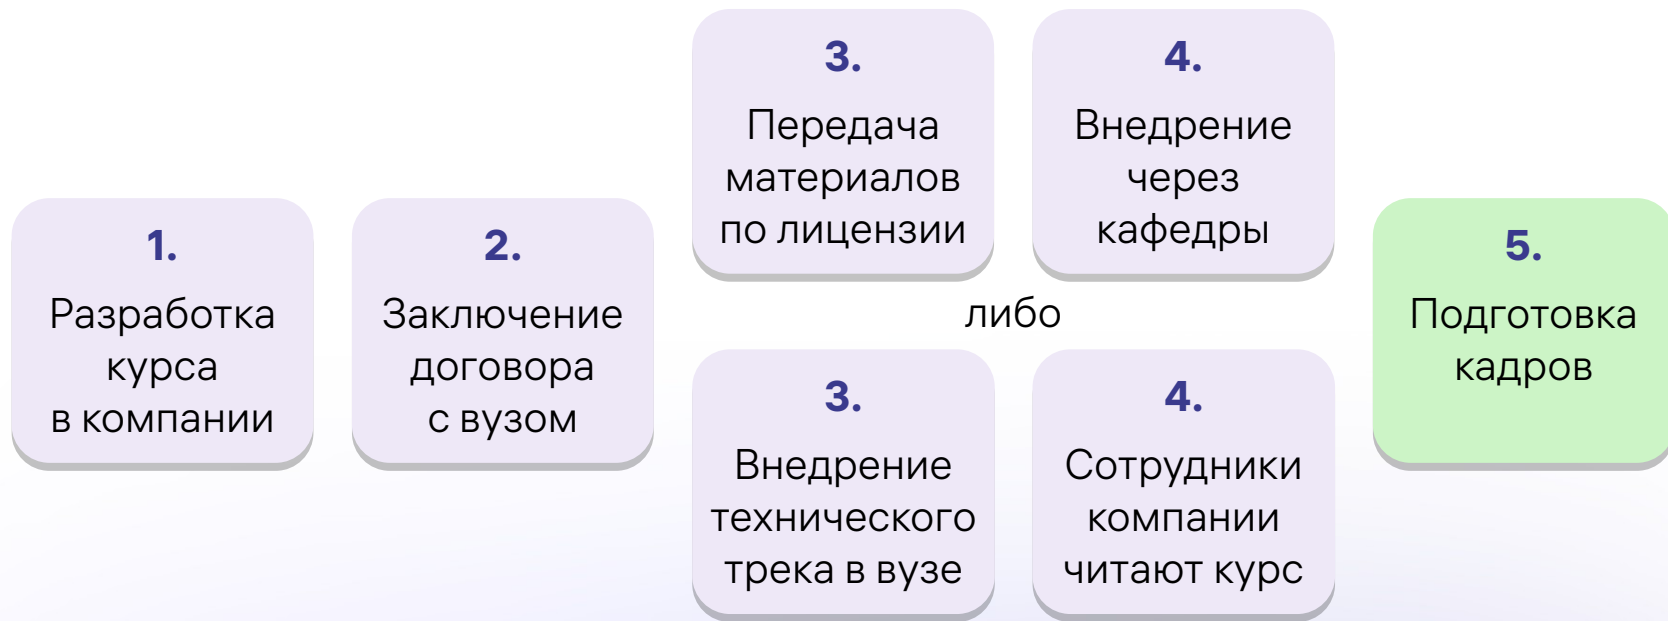 1.
Разработка
курса
в компании
2.
Заключение
договора
с вузом
3.
Передача
материалов
по лицензии
4.
Внедрение
через
кафедры
либо
3.
Внедрение
технического
трека в вузе
4.
Сотрудники
компании
читают курс
5.
Подготовка
кадров